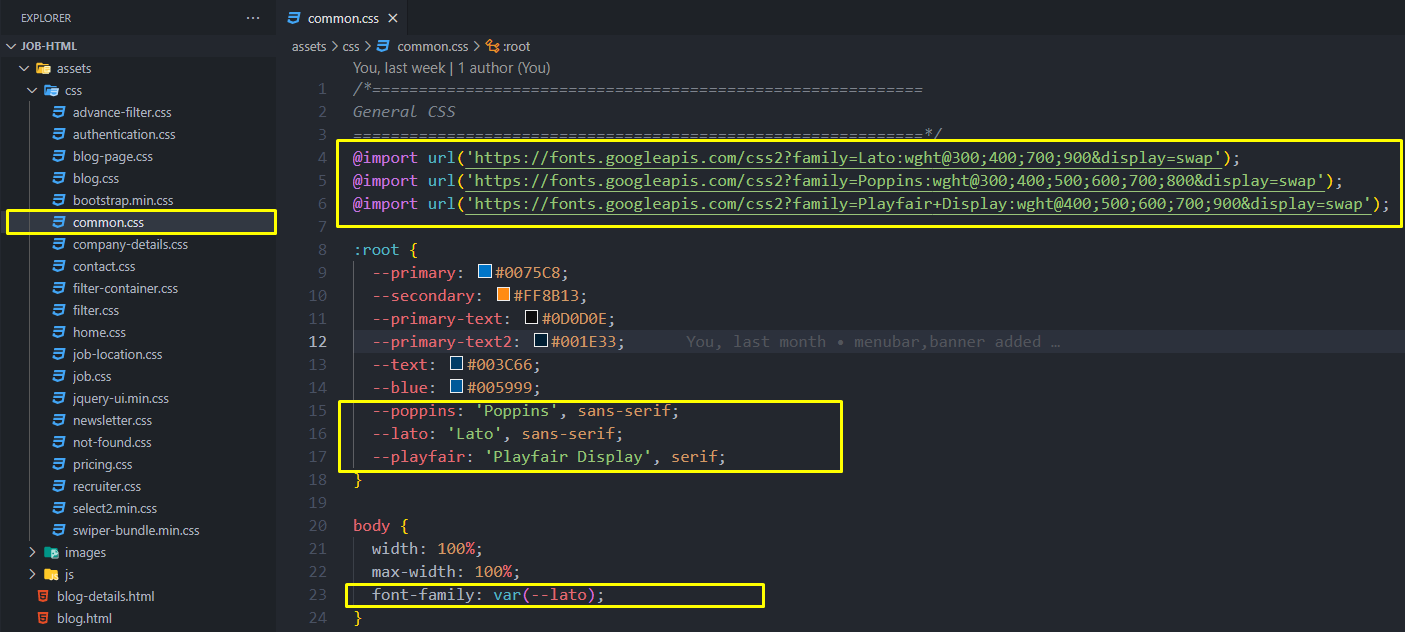 EXPLORER
JOB-HTML
assets
css
advance-filter.css
authentication.css
blog-page.css
blog.css
bootstrap.min.css
common.css
company-details.css
contact.css
filter-container.css
filter.css
home.css
job-location.css
job.css
jquery-ui.min.css
newsletter.css
not-found.css
pricing.css
recruiter.css
select2.min.css
swiper-bundle.min.css
images
js
blog-details.html
blog.html
common.css
assets > css > common.css > :root
You, last week | 1 author (You)
1 /*===========================================================
2 General CSS
3 =============================================================*/
4 @import url('https://fonts.googleapis.com/css2?family=Lato:wght@300;400;700;900&display=swap');
5 @import url('https://fonts.googleapis.com/css2?family=Poppins:wght@300;400;500;600;700;800&display=swap');
6 @import url('https://fonts.googleapis.com/css2?family=Playfair+Display:wght@400;500;600;700;900&display=swap');
7
8 :root {
9 --primary: #0075C8;
10 --secondary: #FF8B13;
11 --primary-text: #0D0D0E;
12 --primary-text2: #001E33; You, last month • menubar,banner added …
13 --text: #003C66;
14 --blue: #005999;
15 --poppins: 'Poppins', sans-serif;
16 --lato: 'Lato', sans-serif;
17 --playfair: 'Playfair Display', serif;
18 }
19
20 body {
21 width: 100%;
22 max-width: 100%;
23 font-family: var(--lato);
24 }